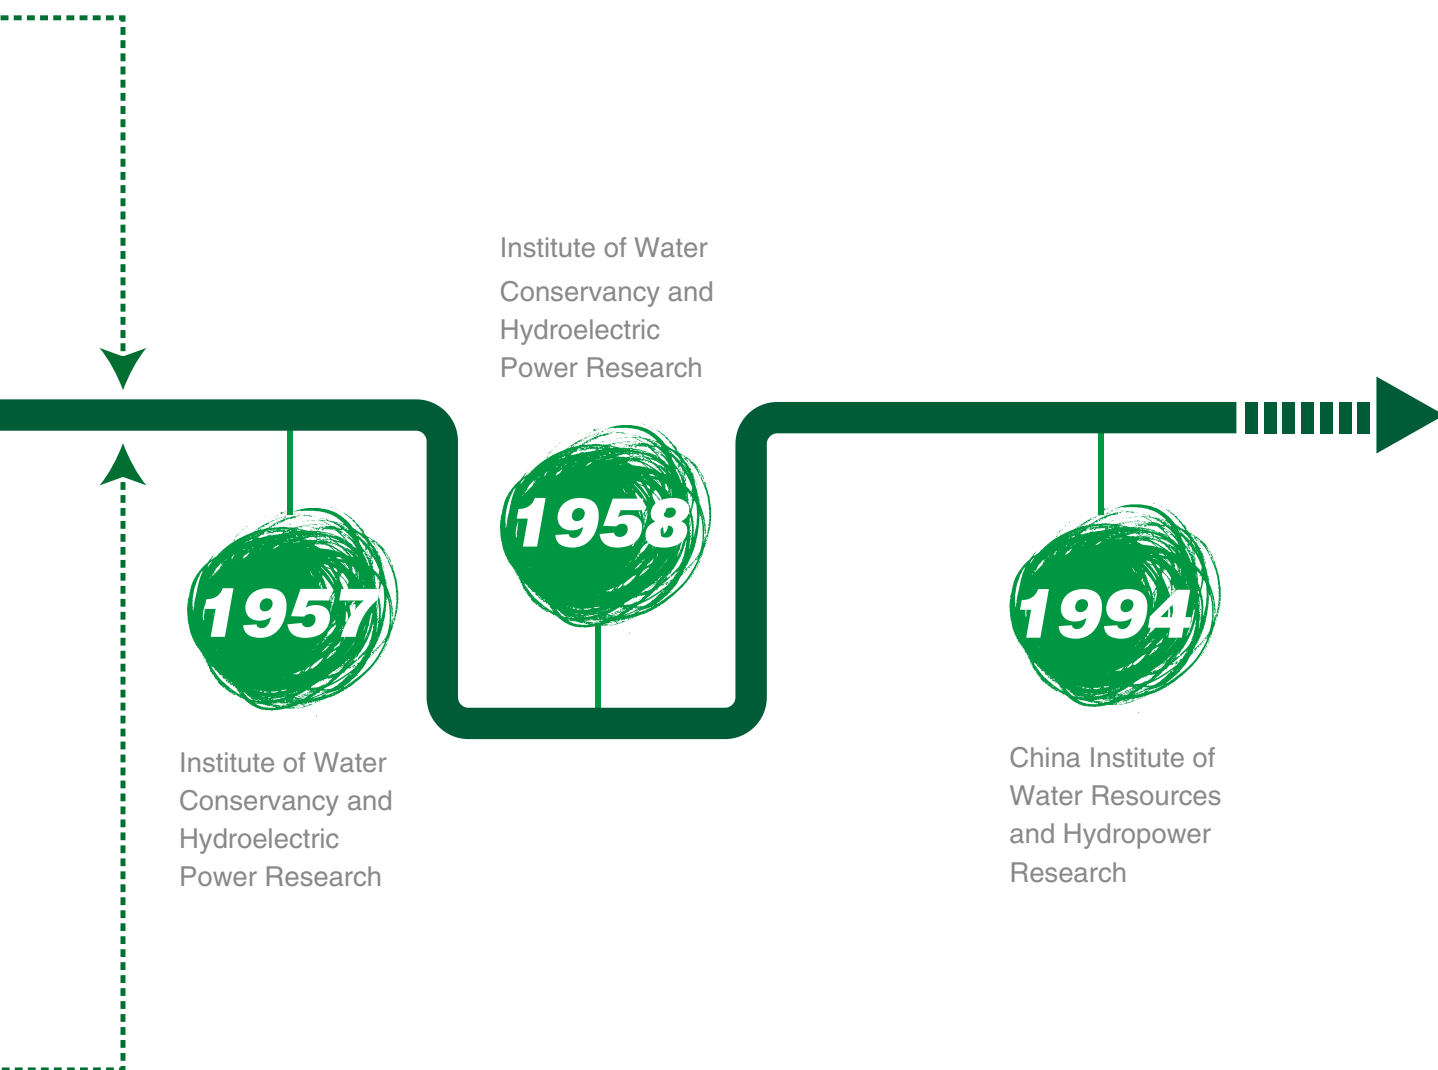 Institute of Water
Conservancy and
Hydroelectric
Power Research
1958
1957
1994
Institute of Water
Conservancy and
Hydroelectric
Power Research
China Institute of
Water Resources
and Hydropower
Research